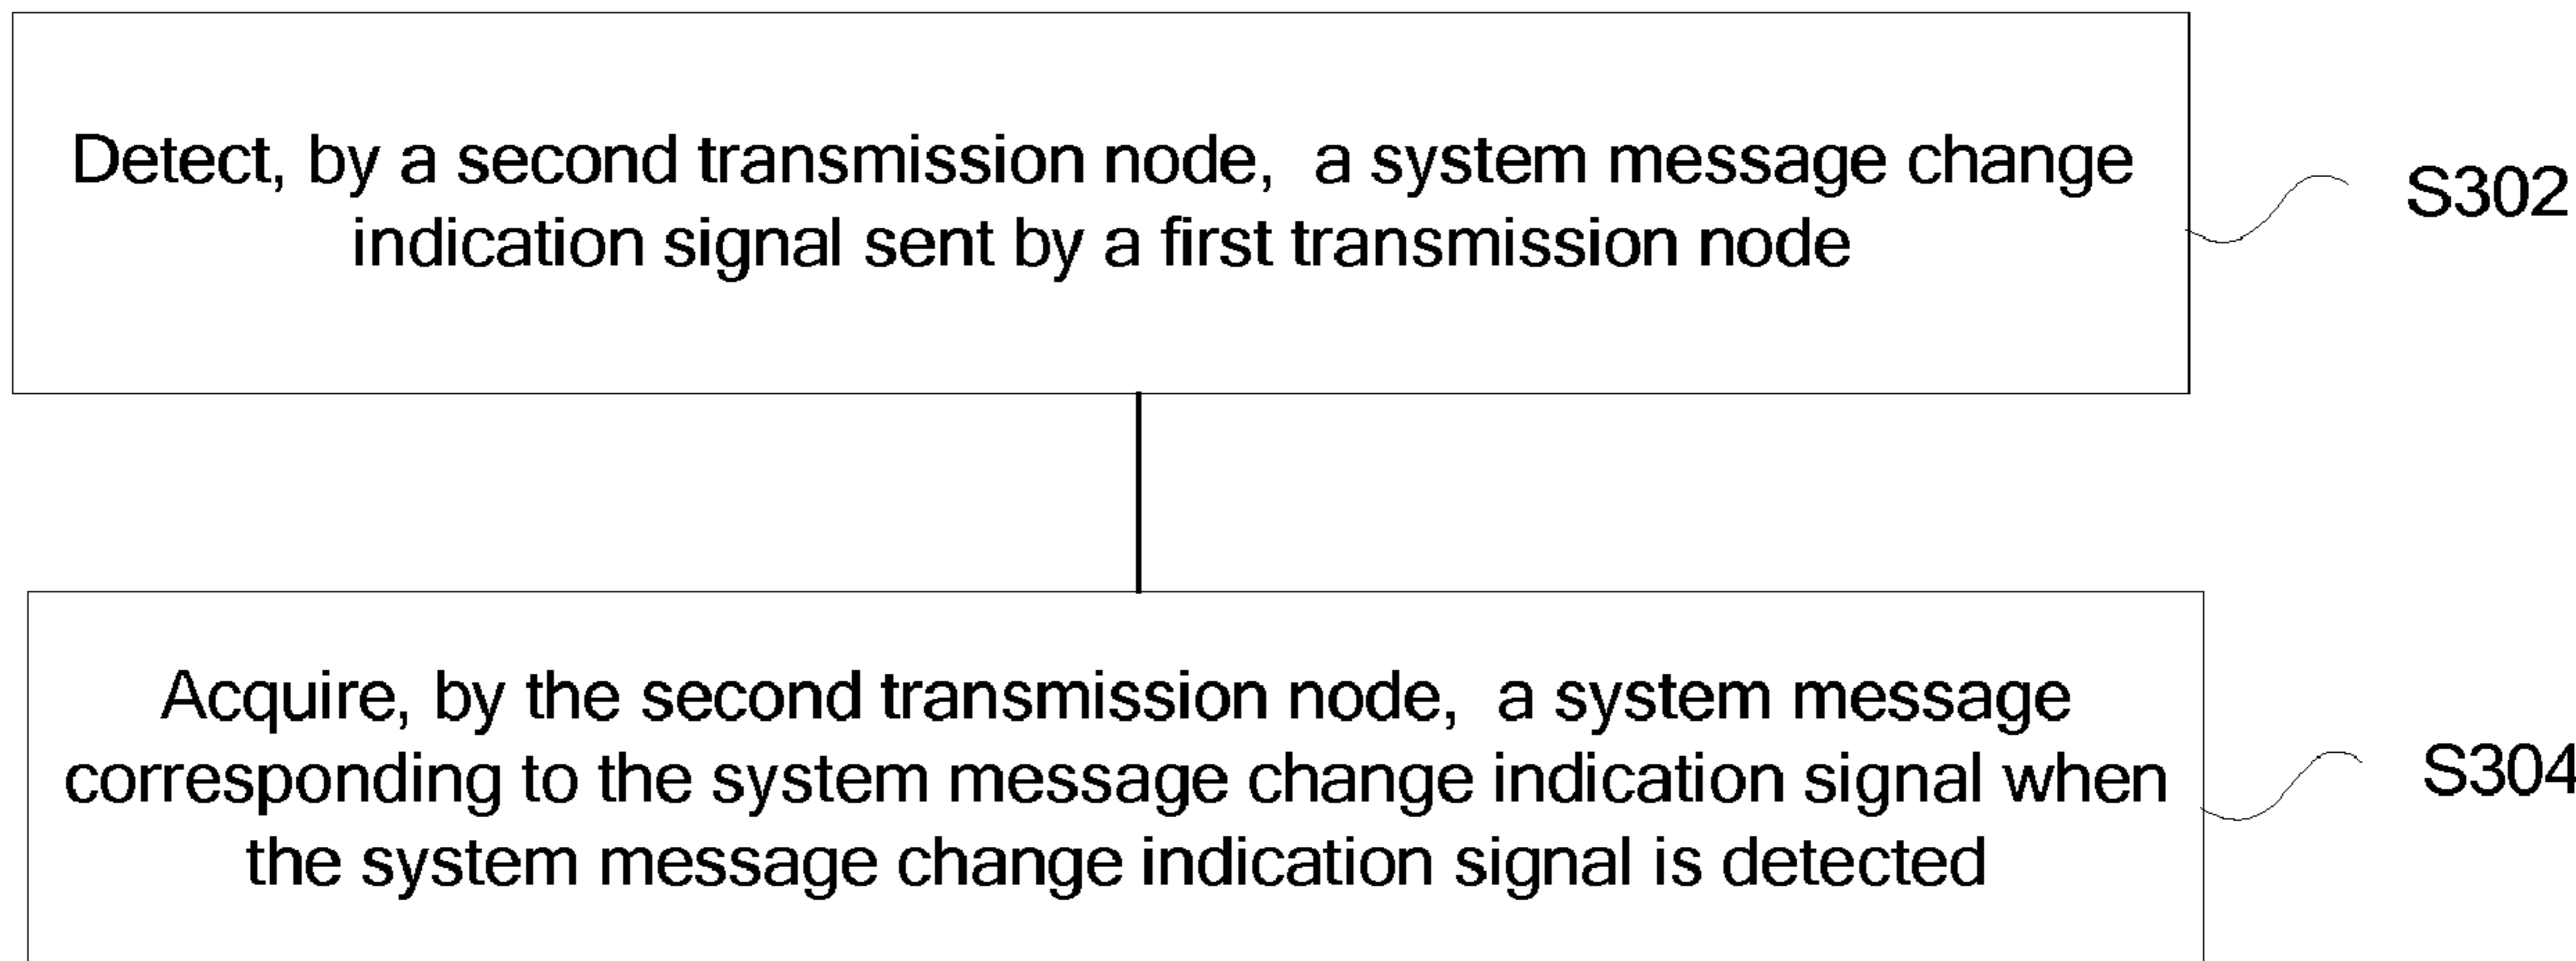 Detect, by a second transmission node, a system message change
indication signal sent by a first transmission node
S302
Acquire, by the second transmission node, a system message
corresponding to the system message change indication signal when
the system message change indication signal is detected
S304